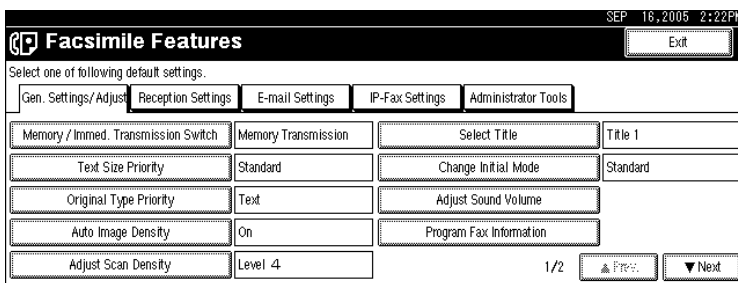 SEP 16,2005 2:22PM
Facsimile Features
Exit
Select one of following default settings.
Gen. Settings/Adjust Reception Settings E-mail Settings IP-Fax Settings Administrator Tools
Memory / Immed. Transmission Switch Memory Transmission Select Title Title 1
Text Size Priority Standard Change Initial Mode Standard
Original Type Priority Text Adjust Sound Volume
Auto Image Density On Program Fax Information
Adjust Scan Density Level 4 1/2 ▲Prev. ▼Next